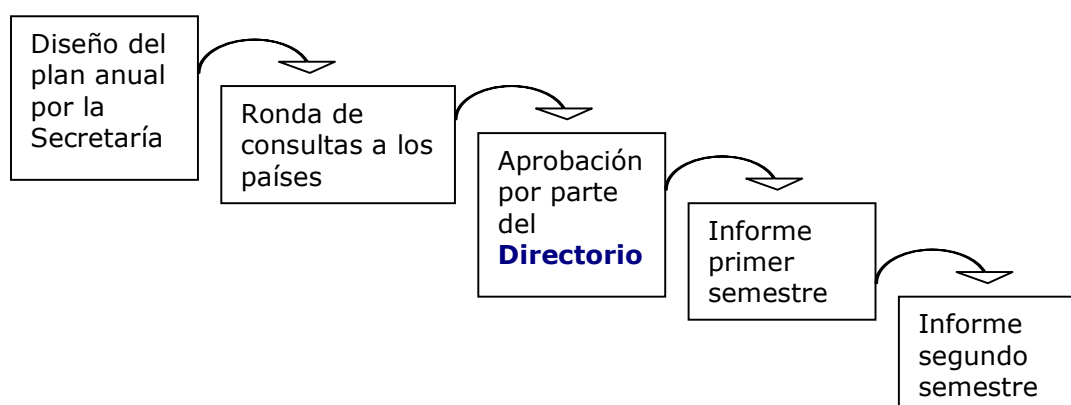 Diseño del
plan anual
por la
Secretaría
Ronda de
consultas a los
países
Aprobación
por parte
del
Directorio
Informe
primer
semestre
Informe
segundo
semestre